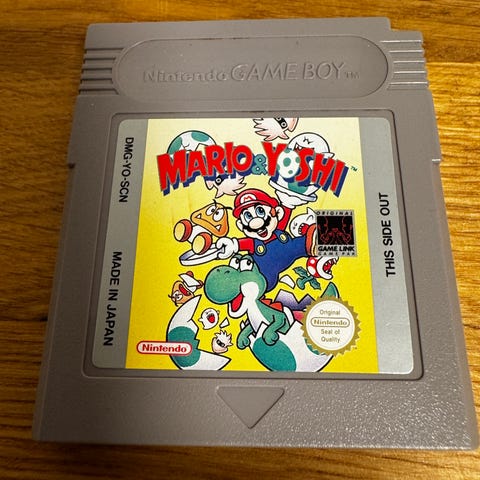 Nintendo GAME BOY TM
MARIO & YOSHI TM
DMG-YO-SCN
MADE IN JAPAN
THIS SIDE OUT
ORIGINAL
GAME LINK
Original
Nintendo
Seal of
Quality
Nintendo